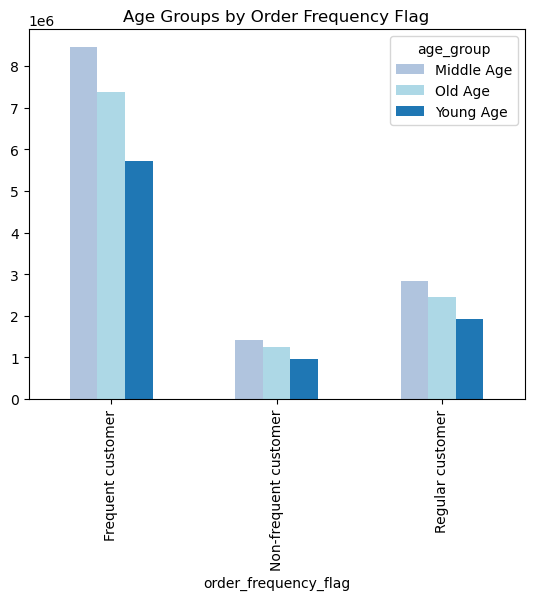 Age Groups by Order Frequency Flag
1e6
age_group
Middle Age
Old Age
Young Age
8
7
6
5
4
3
2
1
0
Frequent customer
Non-frequent customer
Regular customer
order_frequency_flag